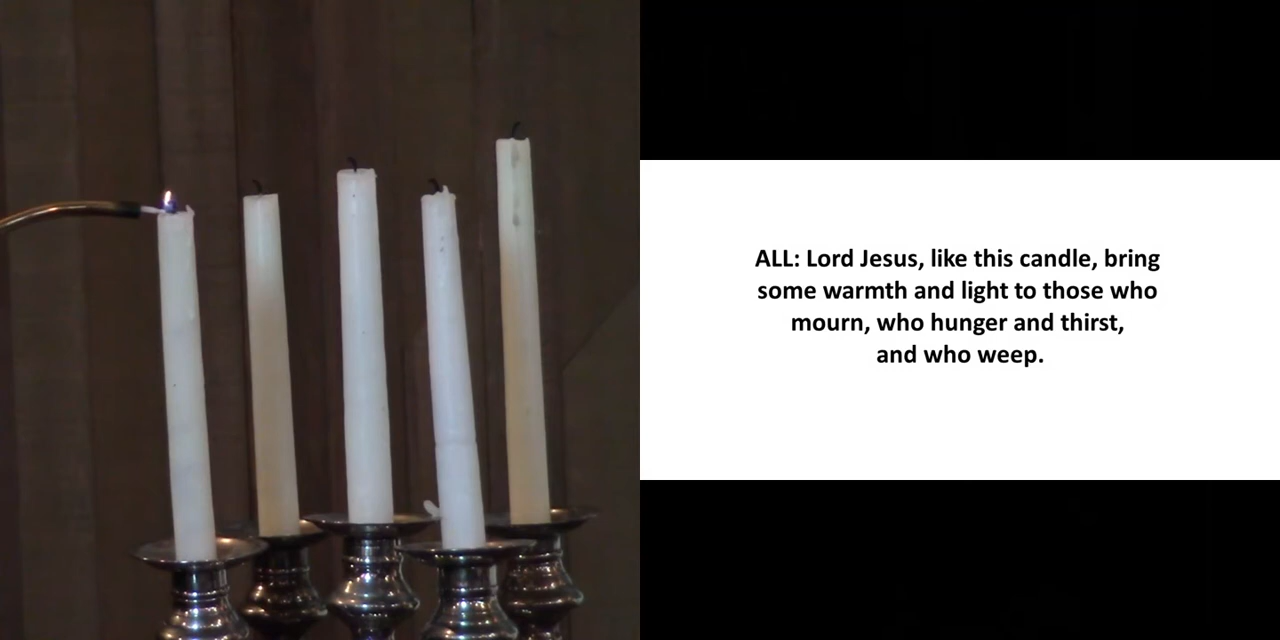 ALL: Lord Jesus, like this candle, bring
some warmth and light to those who
mourn, who hunger and thirst,
and who weep.